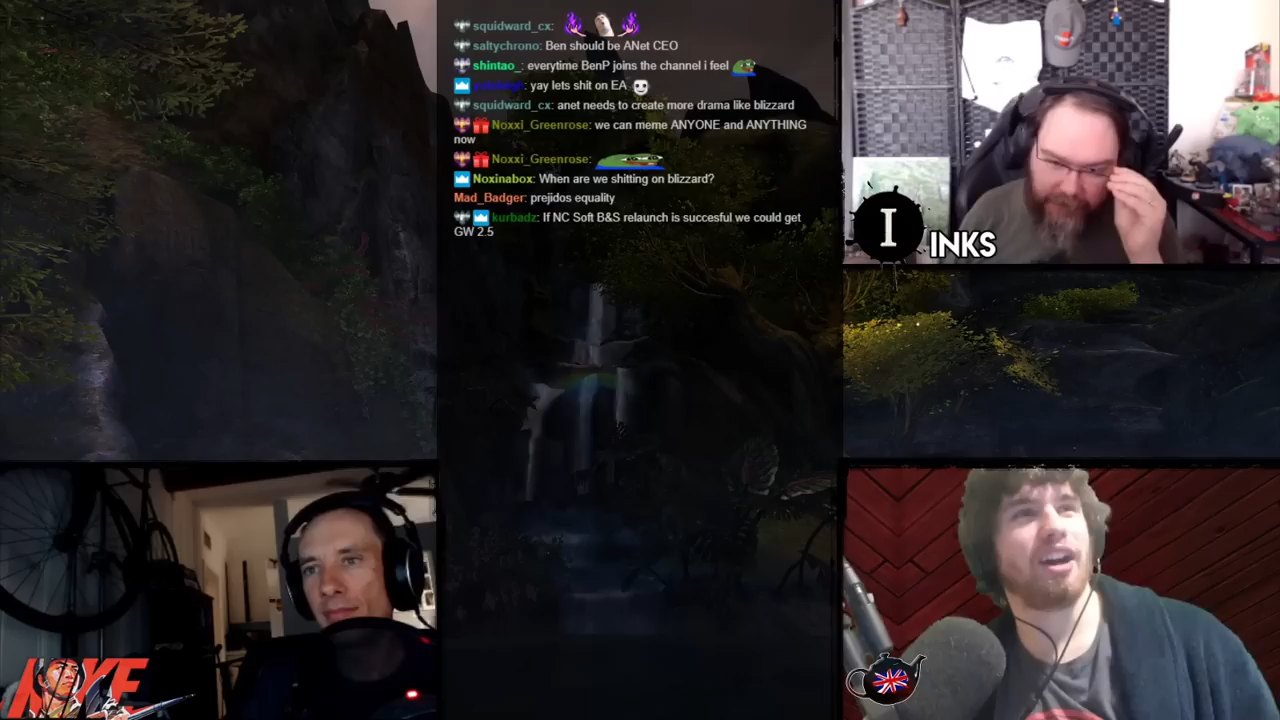 squidward_cx:
saltychrono: Ben should be ANet CEO
shintao_: everytime BenP joins the channel i feel
: yay lets shit on EA
squidward_cx: anet needs to create more drama like blizzard
Noxxi_Greenrose: we can meme ANYONE and ANYTHING
now
Noxxi_Greenrose:
Noxinabox: When are we shitting on blizzard?
Mad_Badger: prejidos equality
kurbadz: If NC Soft B&S relaunch is succesful we could get
GW 2.5
I
INKS